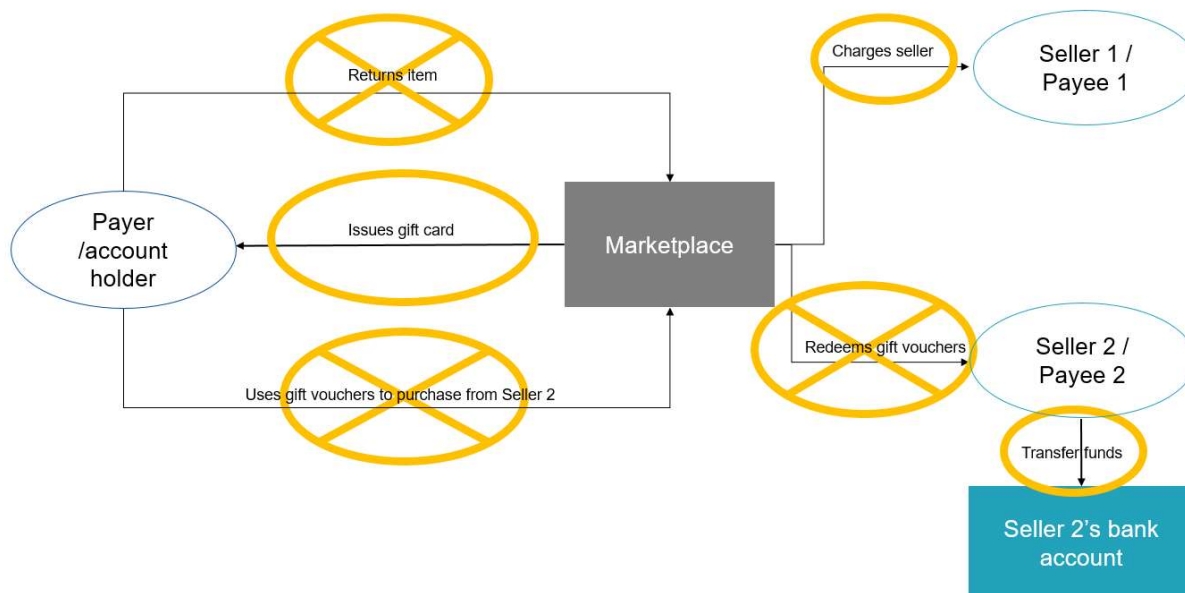 Returns item
Charges seller
Seller 1 /
Payee 1
Payer
/account
holder
Issues gift card
Marketplace
Uses gift vouchers to purchase from Seller 2
Redeems gift vouchers
Seller 2 /
Payee 2
Transfer funds
Seller 2’s bank
account